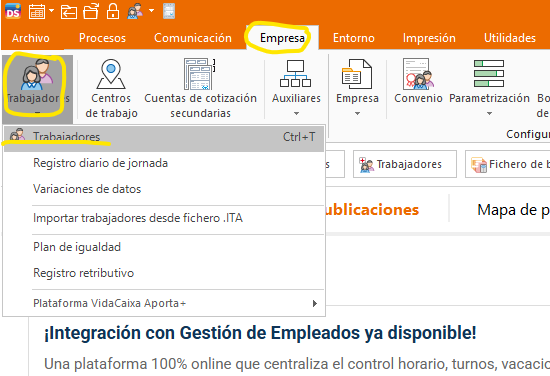 DS
Archivo Procesos Comunicación Empresa Entorno Impresión Utilidades
Trabajadores Centros de trabajo Cuentas de cotización secundarias Auxiliares Empresa Convenio Parametrización Bo
Configu
Trabajadores Ctrl+T
Registro diario de jornada
Trabajadores Fichero de b
Variaciones de datos
Importar trabajadores desde fichero .ITA
ublicaciones Mapa de p
Plan de igualdad
Registro retributivo
Plataforma VidaCaixa Aporta+
¡Integración con Gestión de Empleados ya disponible!
Una plataforma 100% online que centraliza el control horario, turnos, vacacio